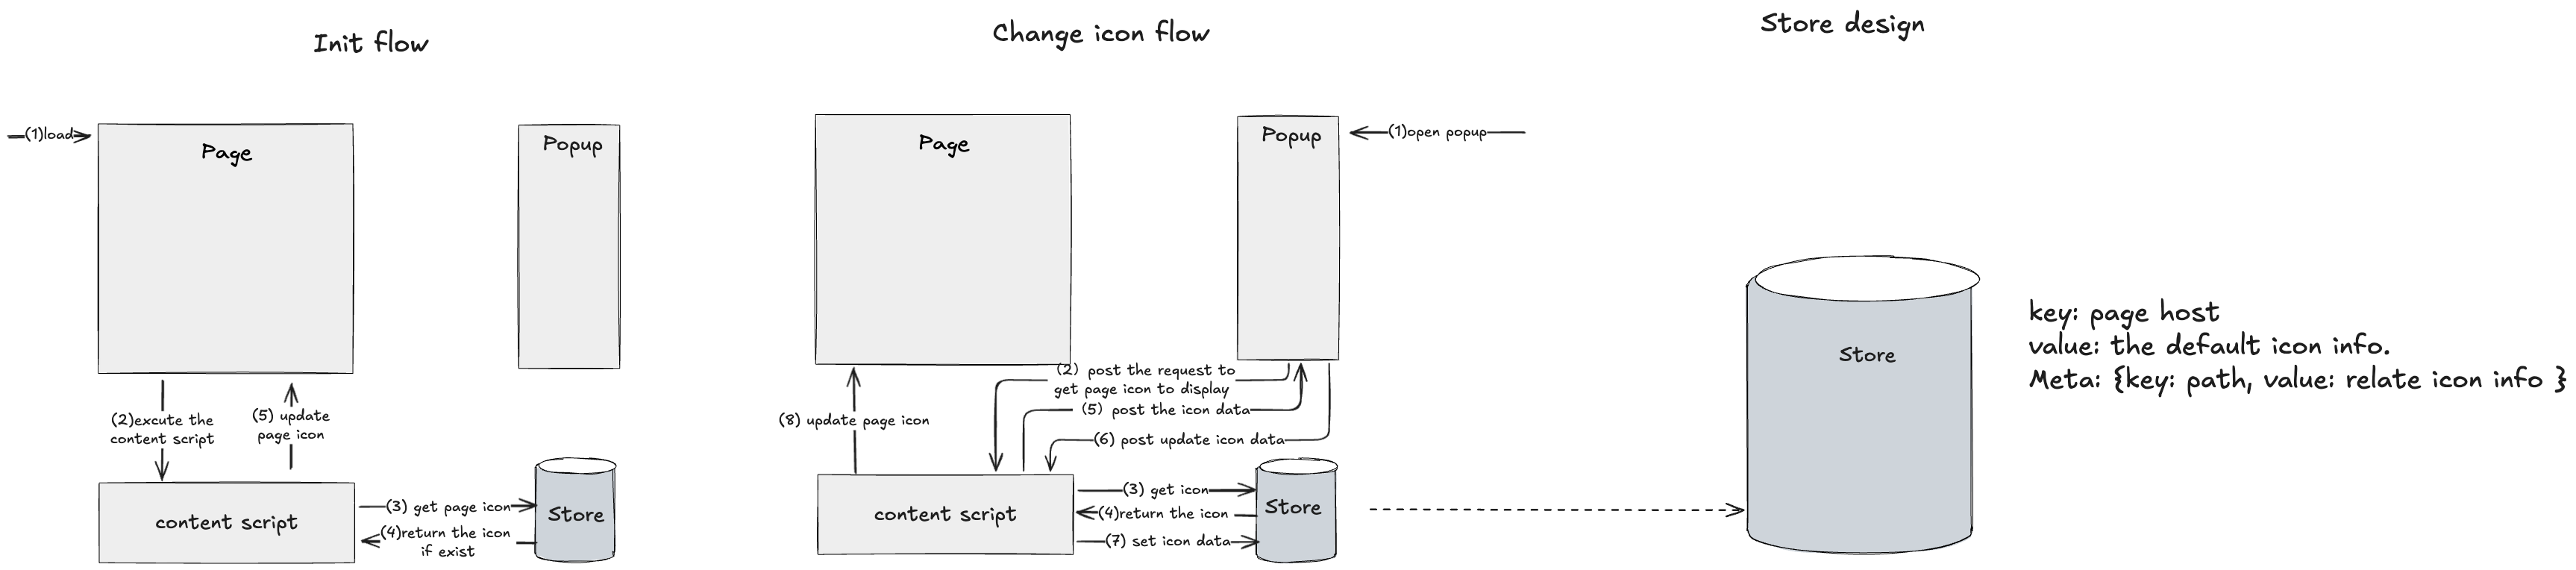 Init flow
(1)load
Page
Popup
(2)excute the
content script
(5) update
page icon
content script
(3) get page icon
(4)return the icon
if exist
Store
Change icon flow
Page
Popup
(1)open popup
(2) post the request to
get page icon to display
(5) post the icon data
(6) post update icon data
(8) update page icon
content script
(3) get icon
(4)return the icon
(7) set icon data
Store
Store design
Store
key: page host
value: the default icon info.
Meta: {key: path, value: relate icon info }